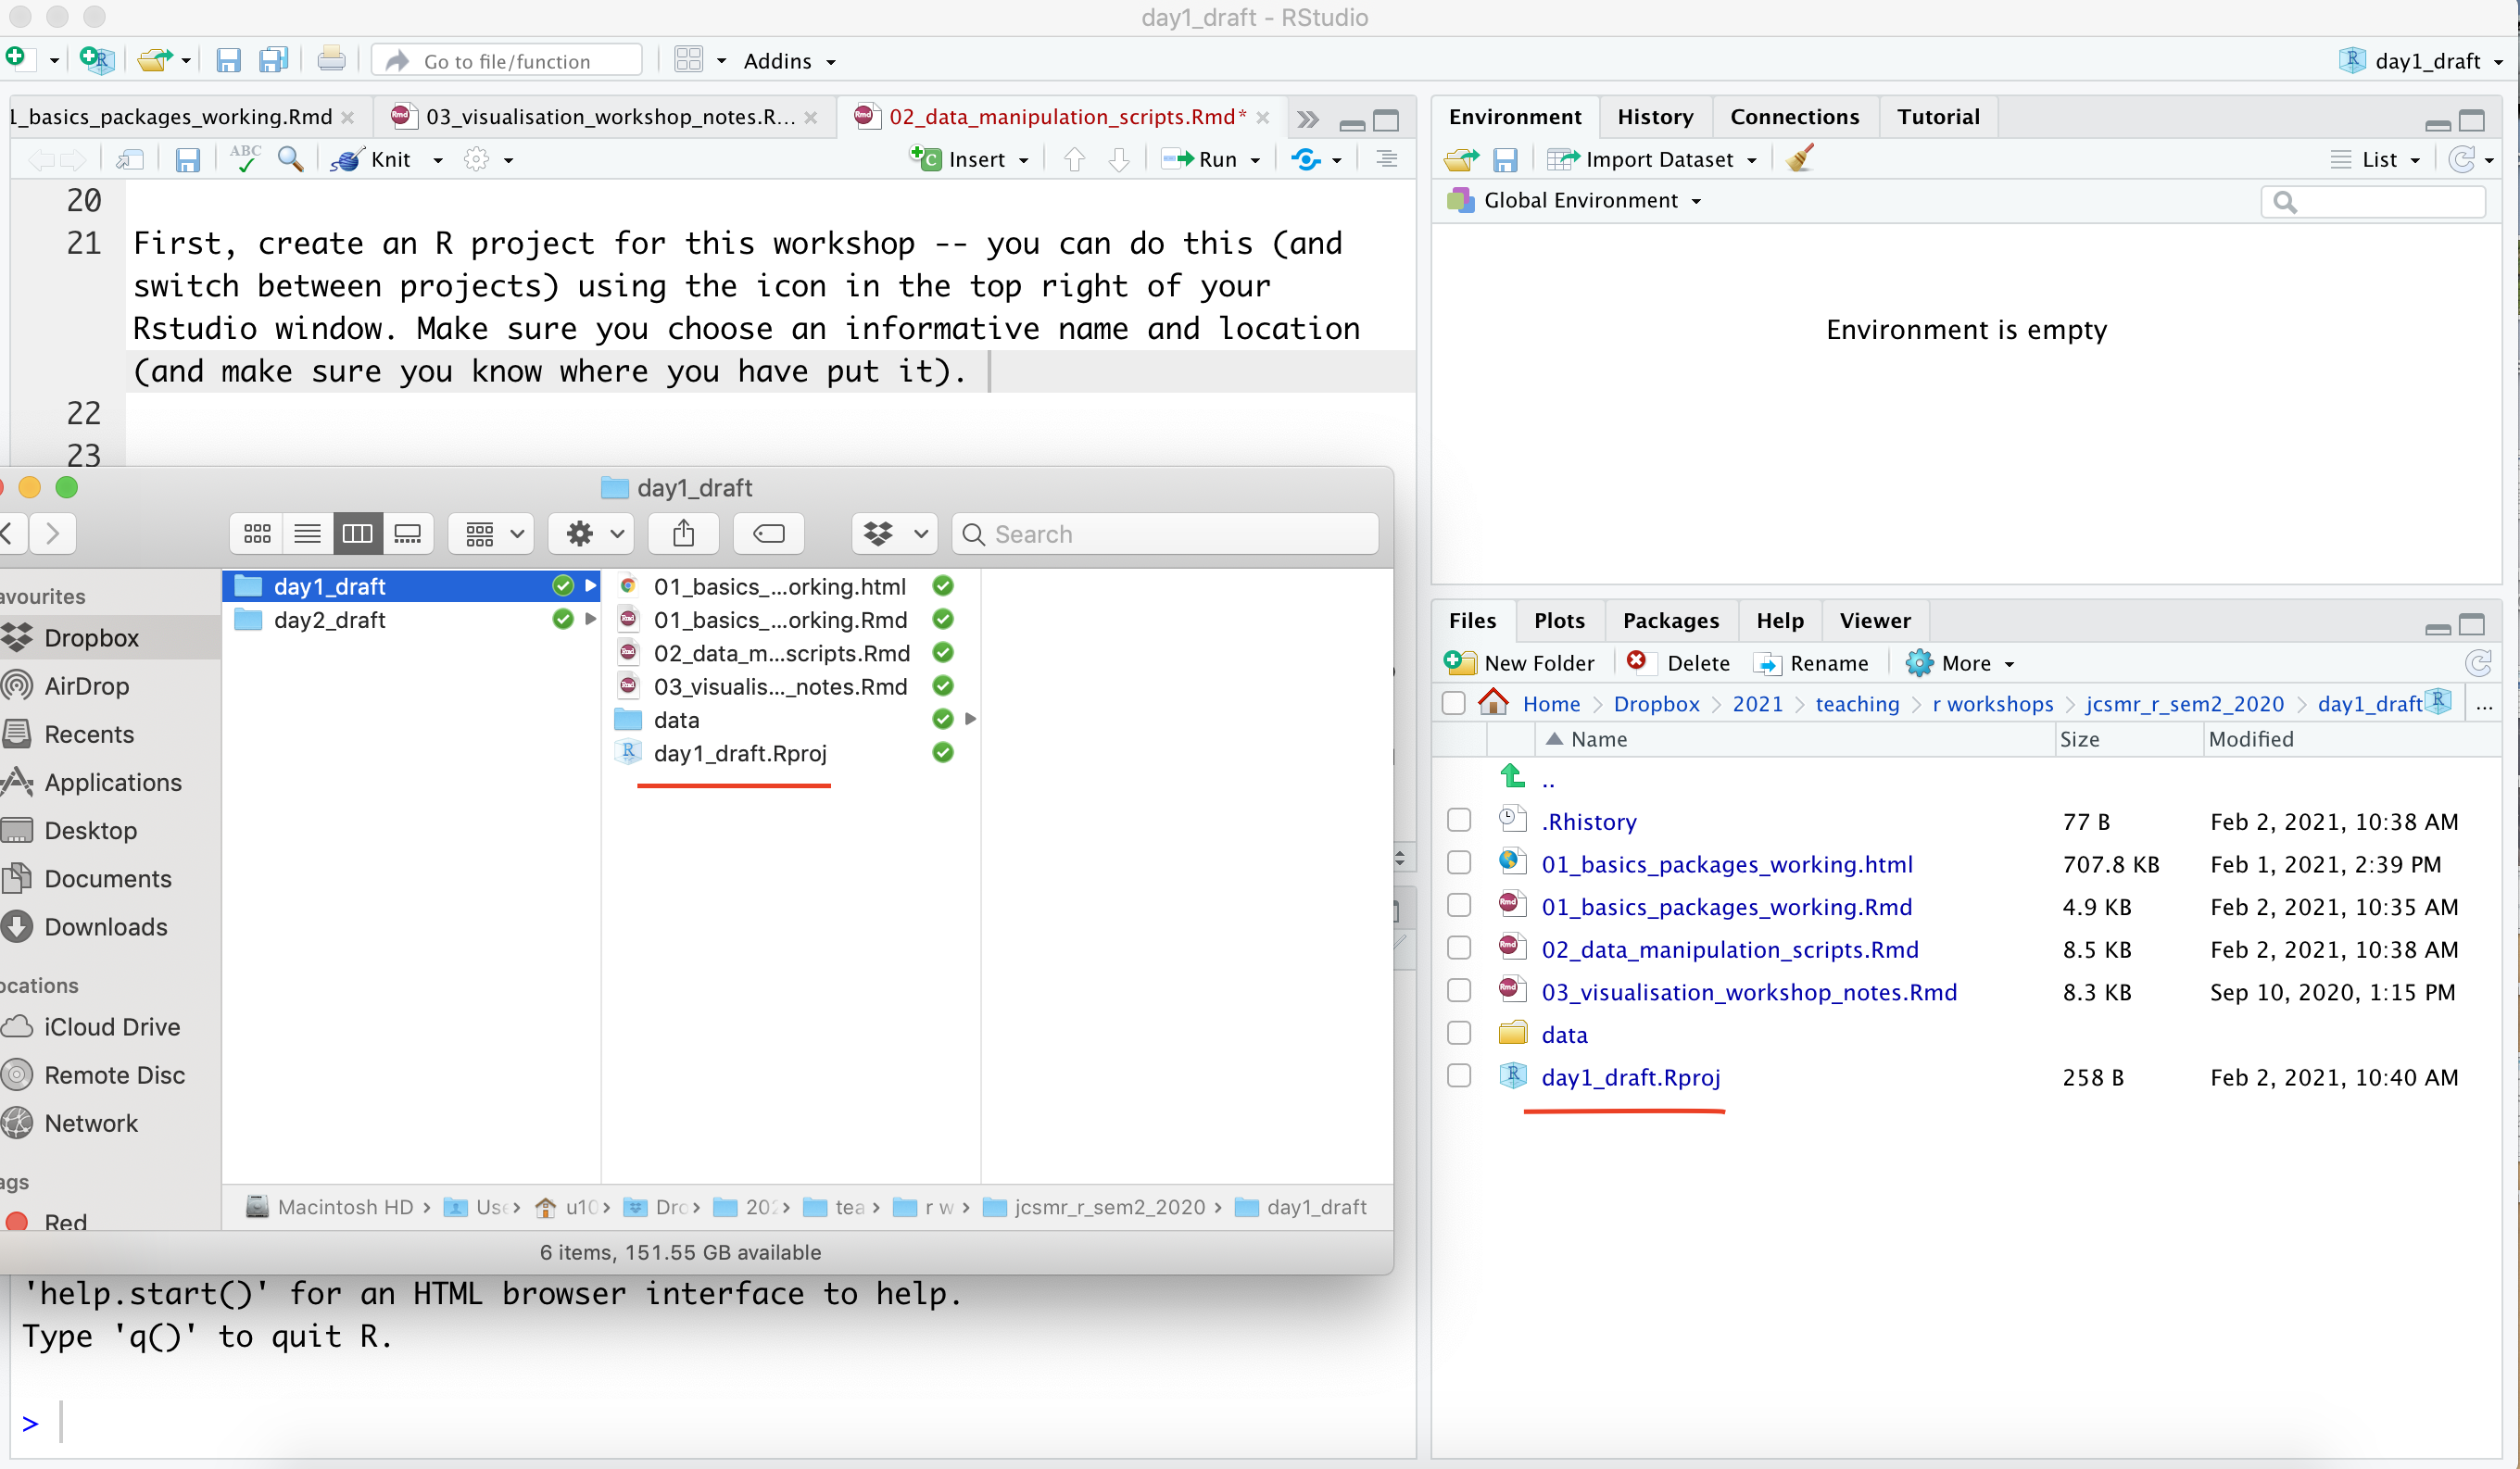 day1_draft - RStudio
Go to file/function
Addins
day1_draft
1_basics_packages_working.Rmd
03_visualisation_workshop_notes.R...
02_data_manipulation_scripts.Rmd*
ABC
Knit
Insert
Run
20
21 First, create an R project for this workshop -- you can do this (and
switch between projects) using the icon in the top right of your
Rstudio window. Make sure you choose an informative name and location
(and make sure you know where you have put it).
22
23
day1_draft
Search
avourites
Dropbox
AirDrop
Recents
Applications
Desktop
Documents
Downloads
ocations
iCloud Drive
Remote Disc
Network
ags
Red
day1_draft
day2_draft
01_basics_...orking.html
01_basics_...orking.Rmd
02_data_m...scripts.Rmd
03_visualis..._notes.Rmd
data
day1_draft.Rproj
Macintosh HD › Use › u10 › Dro › 202 › tea › r w › jcsmr_r_sem2_2020 › day1_draft
6 items, 151.55 GB available
'help.start()' for an HTML browser interface to help.
Type 'q()' to quit R.
>
Environment History Connections Tutorial
Import Dataset
List
Global Environment
Environment is empty
Files Plots Packages Help Viewer
New Folder Delete Rename More
Home > Dropbox > 2021 > teaching > r workshops > jcsmr_r_sem2_2020 > day1_draft ...
Name Size Modified
..
.Rhistory 77 B Feb 2, 2021, 10:38 AM
01_basics_packages_working.html 707.8 KB Feb 1, 2021, 2:39 PM
01_basics_packages_working.Rmd 4.9 KB Feb 2, 2021, 10:35 AM
02_data_manipulation_scripts.Rmd 8.5 KB Feb 2, 2021, 10:38 AM
03_visualisation_workshop_notes.Rmd 8.3 KB Sep 10, 2020, 1:15 PM
data
day1_draft.Rproj 258 B Feb 2, 2021, 10:40 AM